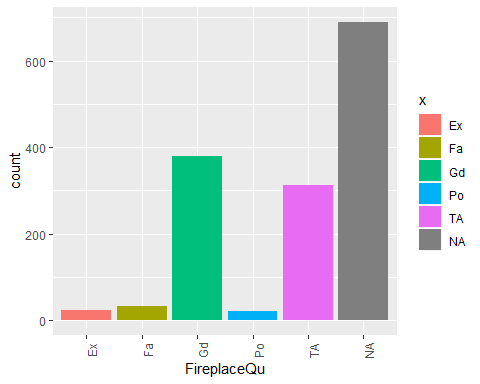 600
400
200
0
count
Ex
Fa
Gd
Po
TA
NA
FireplaceQu
x
Ex
Fa
Gd
Po
TA
NA